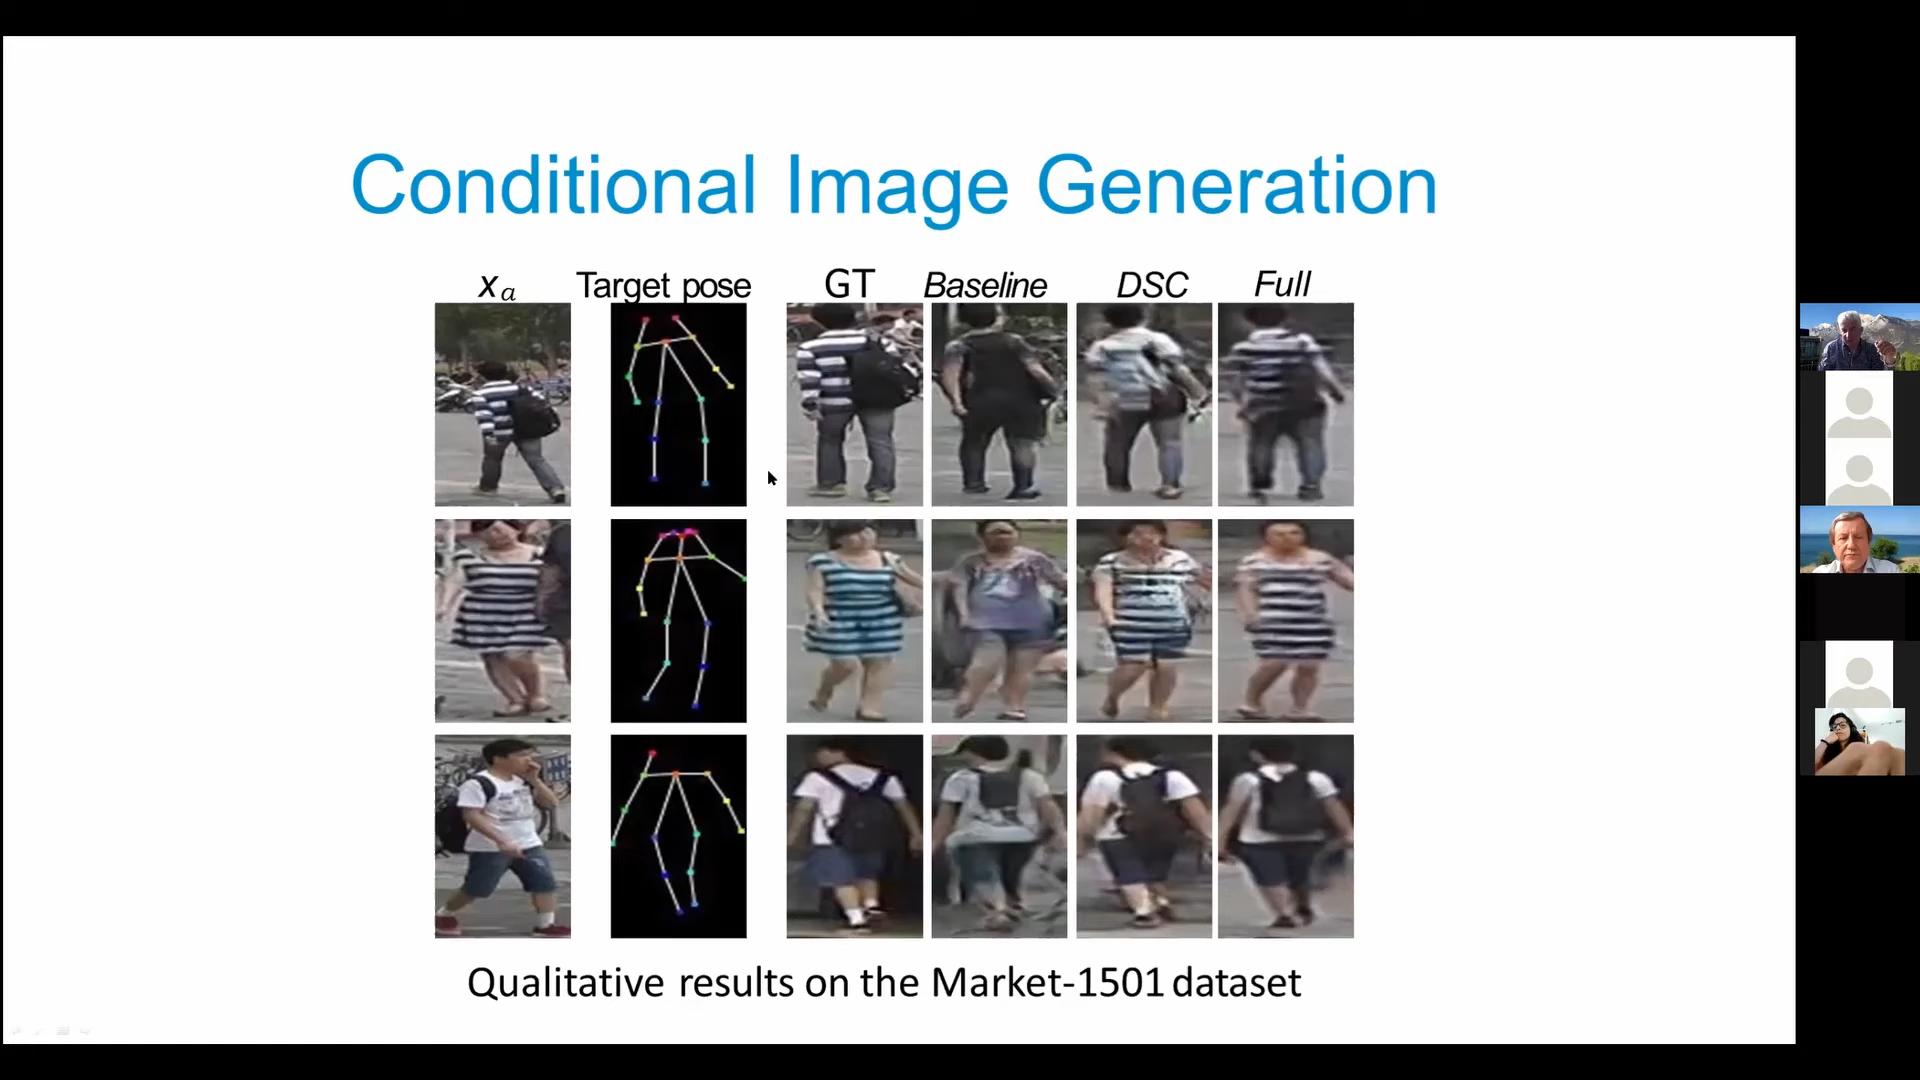 Conditional Image Generation
xₐ Target pose GT Baseline DSC Full
Qualitative results on the Market-1501 dataset